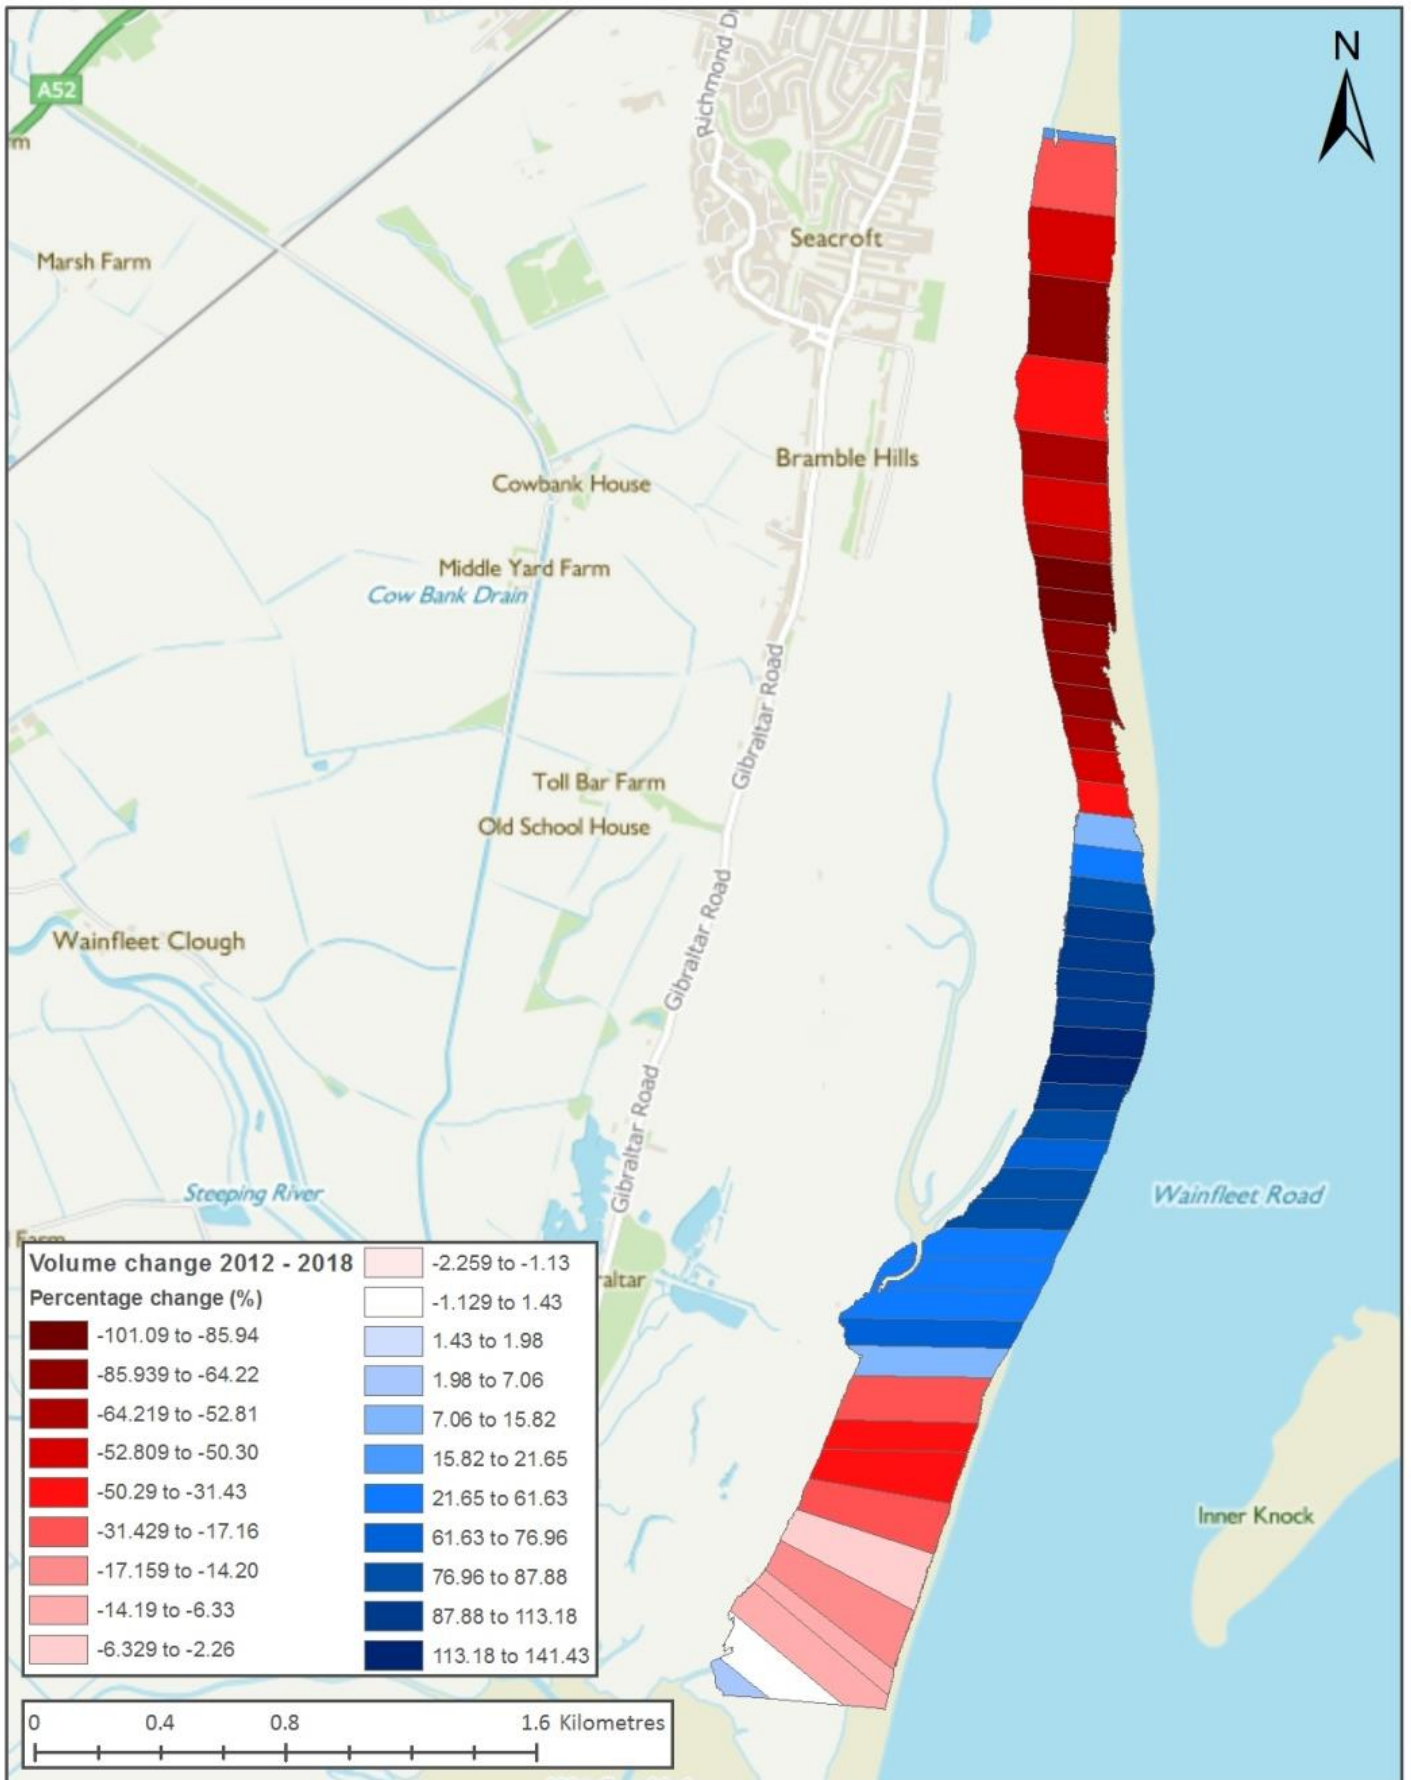 N
Richmond D
A52
m
Seacroft
Marsh Farm
Bramble Hills
Cowbank House
Middle Yard Farm
Cow Bank Drain
Gibraltar Road
Toll Bar Farm
Old School House
Gibraltar Road
Wainfleet Clough
Gibraltar Road
Steeping River
Wainfleet Road
Farm
raltar
Inner Knock
Volume change 2012 - 2018
Percentage change (%)
-101.09 to -85.94
-85.939 to -64.22
-64.219 to -52.81
-52.809 to -50.30
-50.29 to -31.43
-31.429 to -17.16
-17.159 to -14.20
-14.19 to -6.33
-6.329 to -2.26
-2.259 to -1.13
-1.129 to 1.43
1.43 to 1.98
1.98 to 7.06
7.06 to 15.82
15.82 to 21.65
21.65 to 61.63
61.63 to 76.96
76.96 to 87.88
87.88 to 113.18
113.18 to 141.43
0 0.4 0.8 1.6 Kilometres